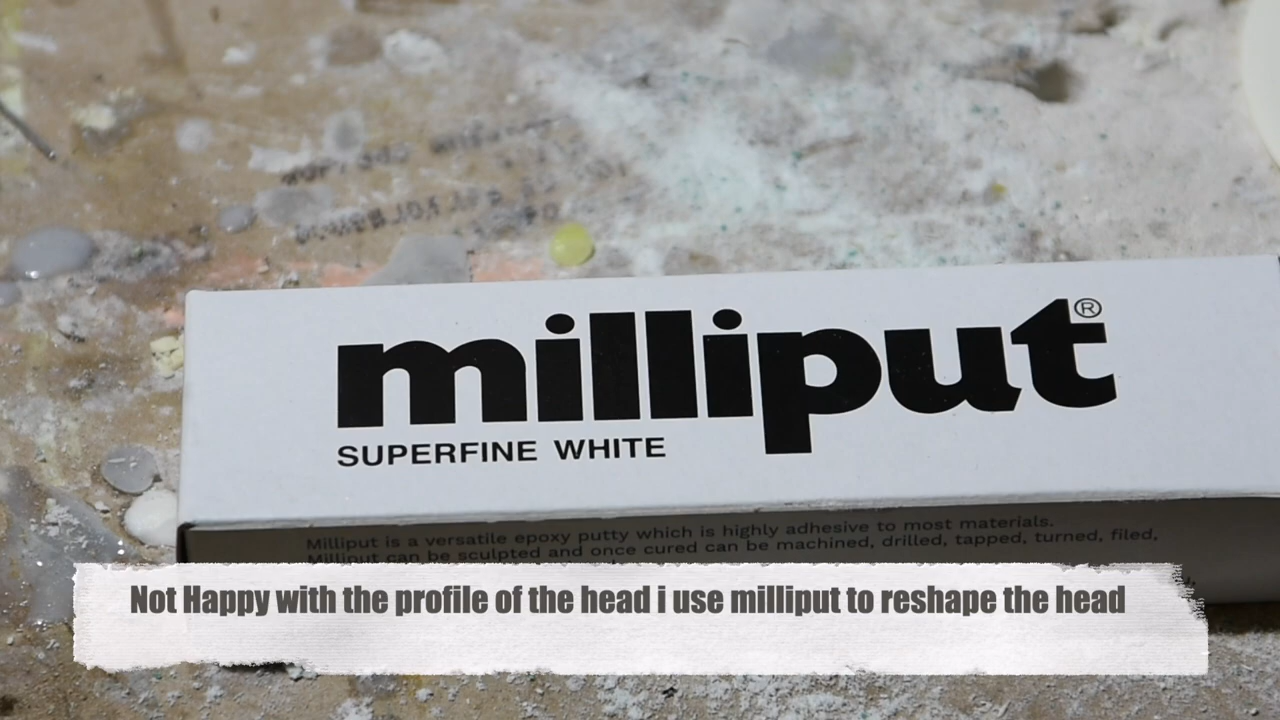 milliput®
SUPERFINE WHITE
Milliput is a versatile epoxy putty which is highly adhesive to most materials.
Milliput can be sculpted and once cured can be machined, drilled, tapped, turned, filed,
Not Happy with the profile of the head i use milliput to reshape the head